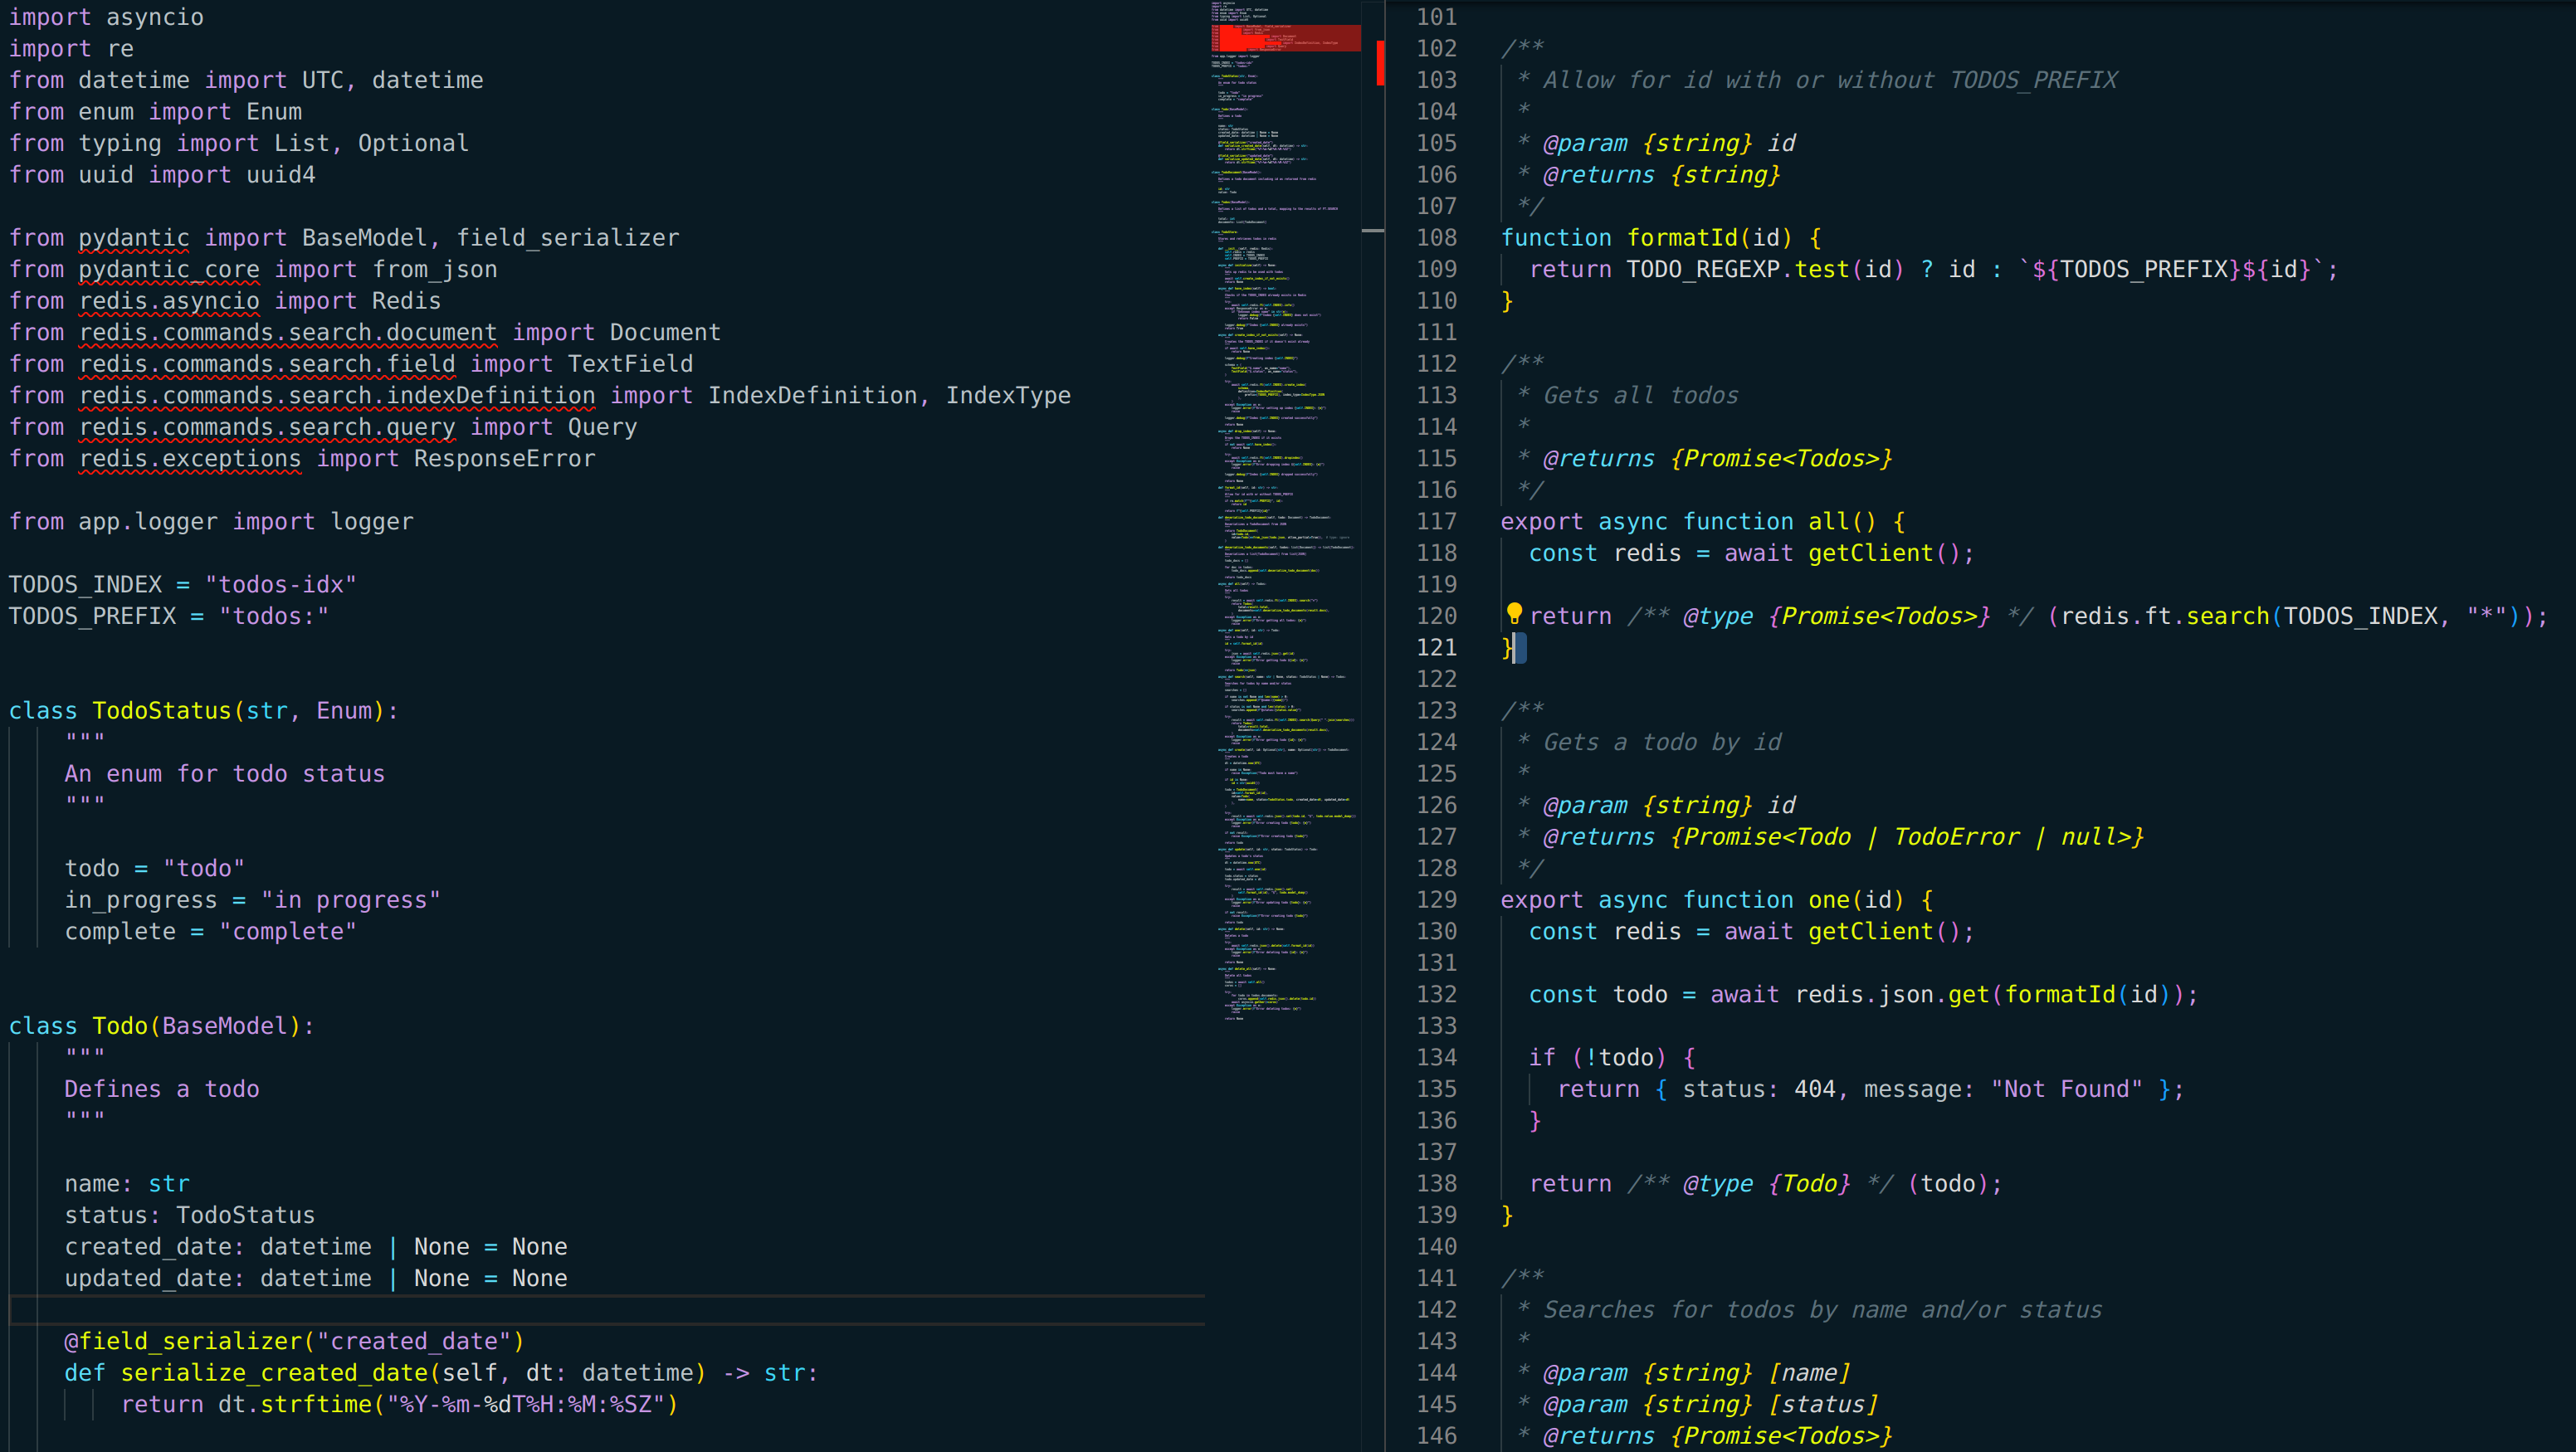 import asyncio
import re
from datetime import UTC, datetime
from enum import Enum
from typing import List, Optional
from uuid import uuid4
from pydantic import BaseModel, field_serializer
from pydantic_core import from_json
from redis.asyncio import Redis
from redis.commands.search.document import Document
from redis.commands.search.field import TextField
from redis.commands.search.indexDefinition import IndexDefinition, IndexType
from redis.commands.search.query import Query
from redis.exceptions import ResponseError
from app.logger import logger
TODOS_INDEX = "todos-idx"
TODOS_PREFIX = "todos:"
class TodoStatus(str, Enum):
"""
An enum for todo status
"""
todo = "todo"
in_progress = "in progress"
complete = "complete"
class Todo(BaseModel):
"""
Defines a todo
"""
name: str
status: TodoStatus
created_date: datetime | None = None
updated_date: datetime | None = None
@field_serializer("created_date")
def serialize_created_date(self, dt: datetime) -> str:
return dt.strftime("%Y-%m-%dT%H:%M:%SZ")
101
102 /**
103 * Allow for id with or without TODOS_PREFIX
104 *
105 * @param {string} id
106 * @returns {string}
107 */
108 function formatId(id) {
109 return TODO_REGEXP.test(id) ? id : `${TODOS_PREFIX}${id}`;
110 }
111
112 /**
113 * Gets all todos
114 *
115 * @returns {Promise<Todos>}
116 */
117 export async function all() {
118 const redis = await getClient();
119
120 return /** @type {Promise<Todos>} */ (redis.ft.search(TODOS_INDEX, "*"));
121 }
122
123 /**
124 * Gets a todo by id
125 *
126 * @param {string} id
127 * @returns {Promise<Todo | TodoError | null>}
128 */
129 export async function one(id) {
130 const redis = await getClient();
131
132 const todo = await redis.json.get(formatId(id));
133
134 if (!todo) {
135 return { status: 404, message: "Not Found" };
136 }
137
138 return /** @type {Todo} */ (todo);
139 }
140
141 /**
142 * Searches for todos by name and/or status
143 *
144 * @param {string} [name]
145 * @param {string} [status]
146 * @returns {Promise<Todos>}